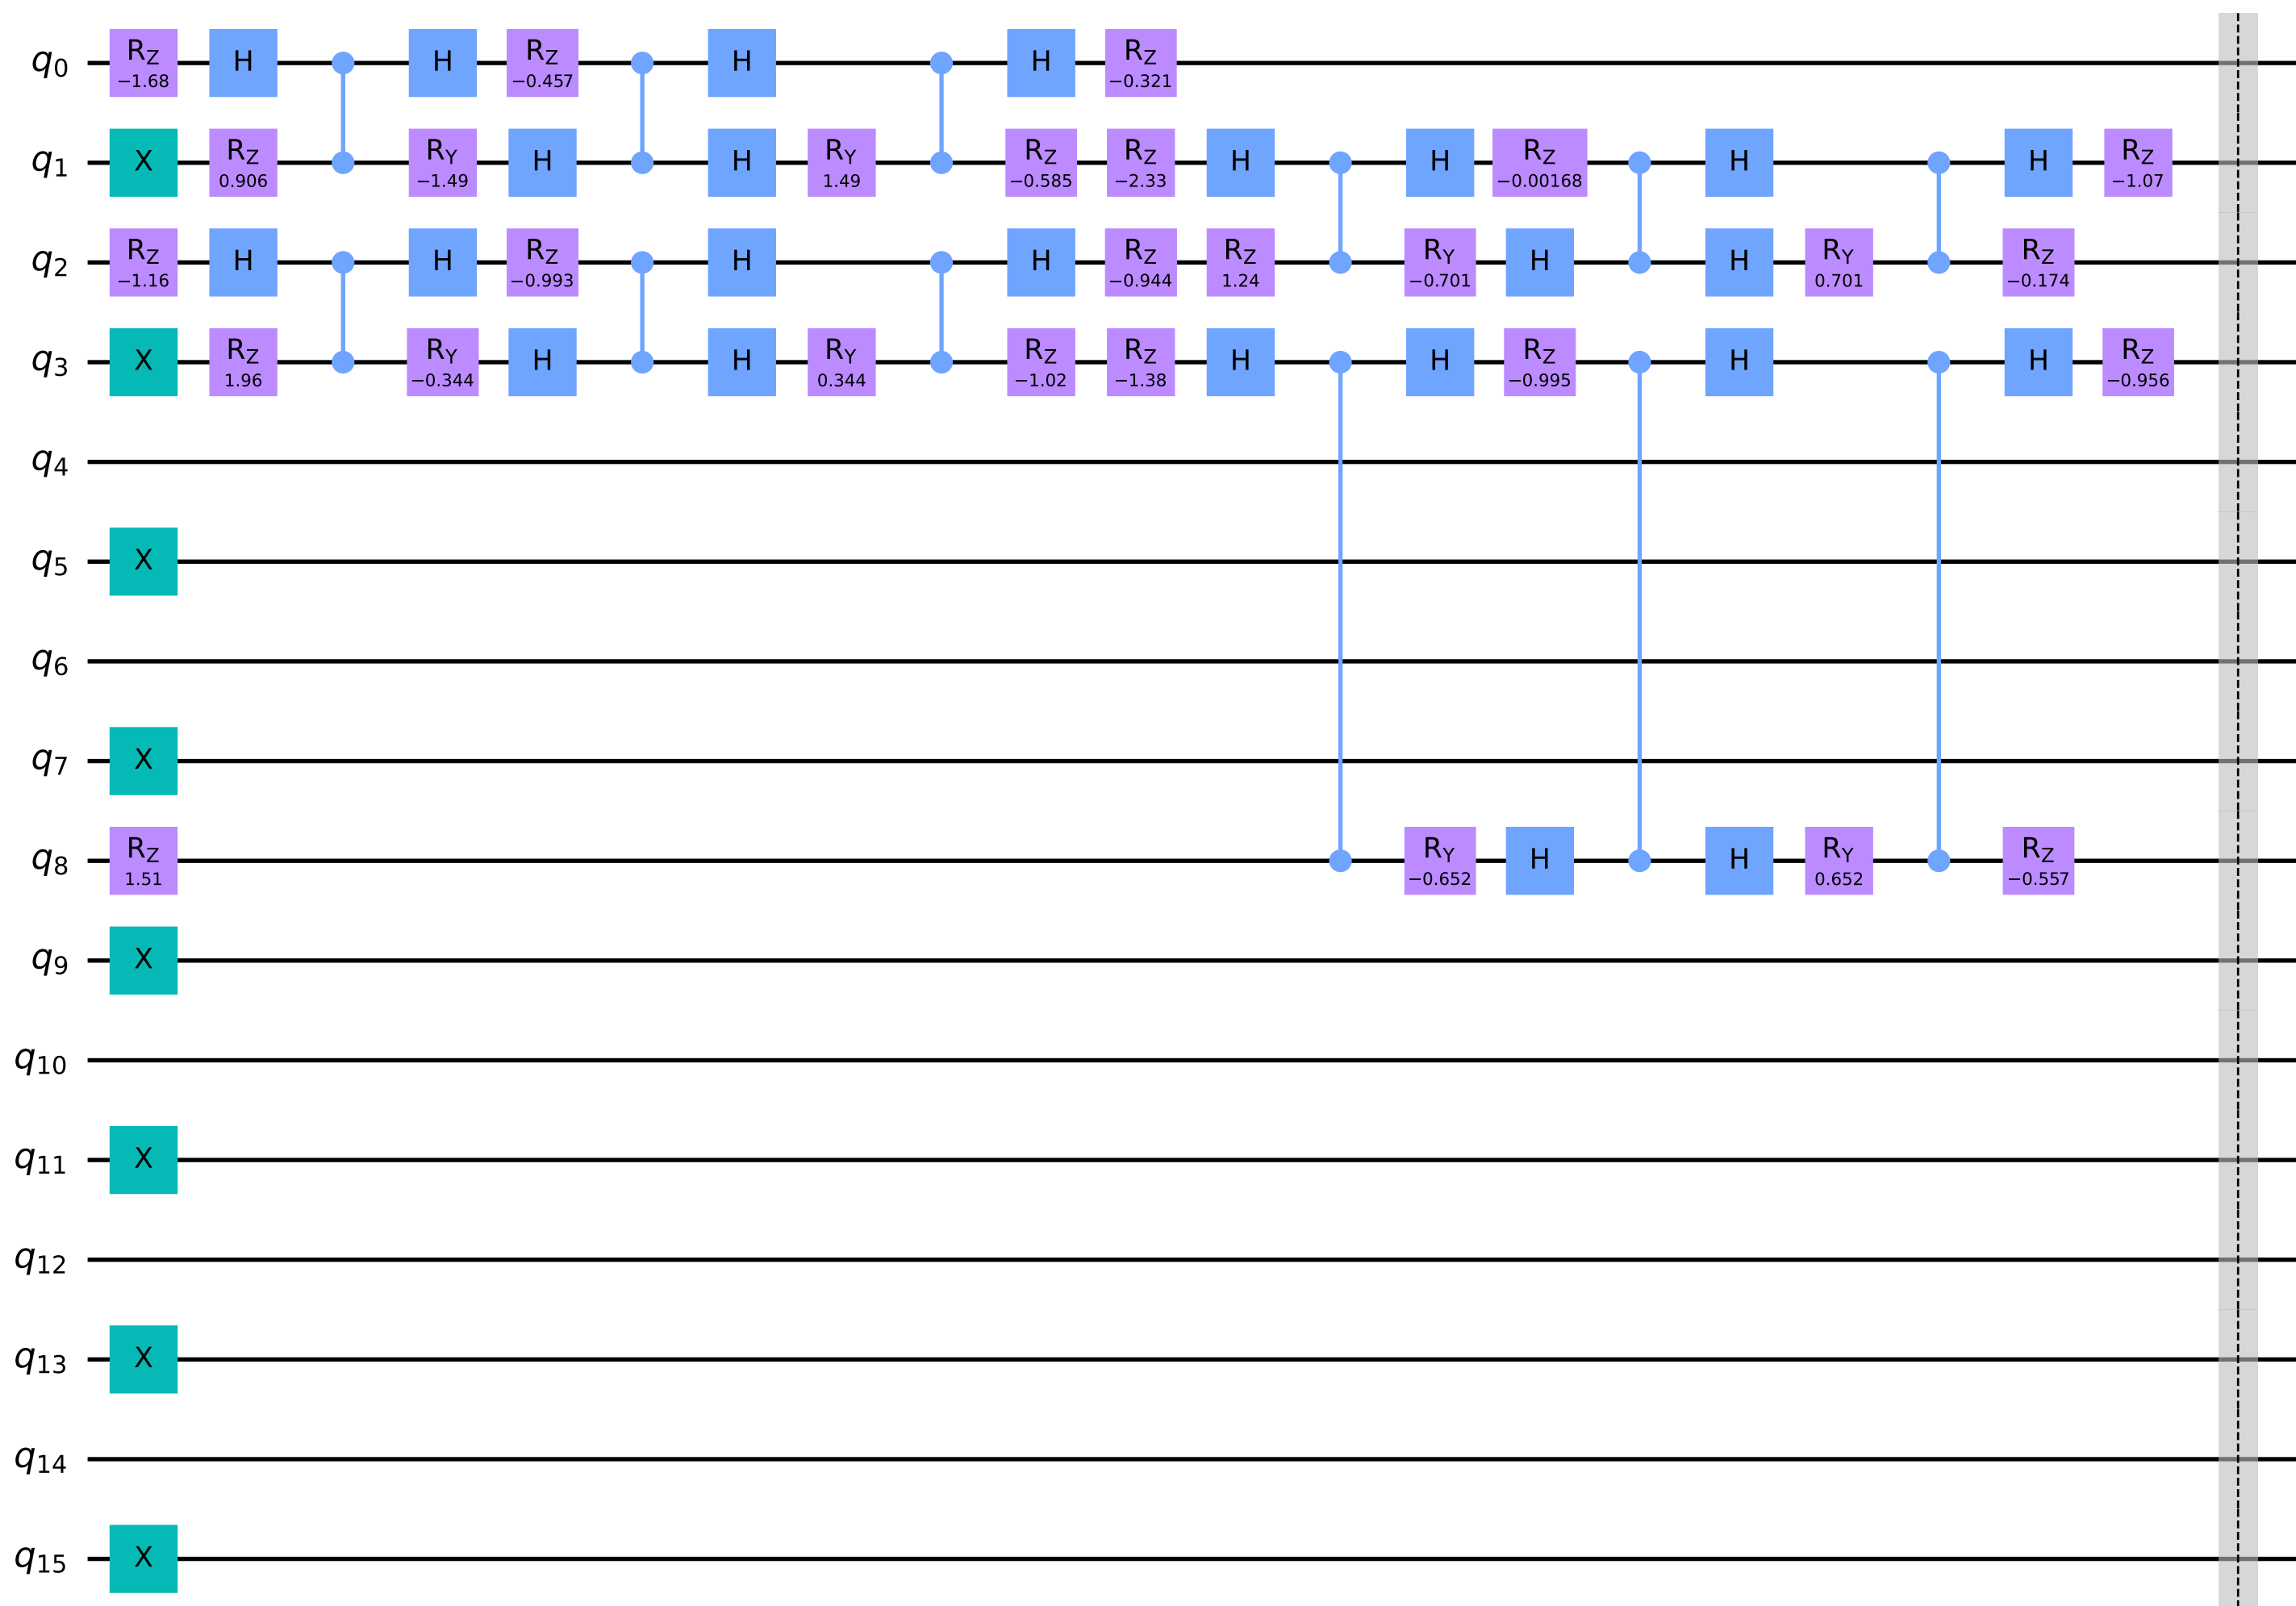 q0 RZ −1.68 H H RZ −0.457 H H RZ −0.321
q1 X RZ 0.906 RY −1.49 H H RY 1.49 RZ −0.585 RZ −2.33 H H RZ −0.00168 H H RZ −1.07
q2 RZ −1.16 H H RZ −0.993 H H RZ −0.944 RZ 1.24 RY −0.701 H H RY 0.701 RZ −0.174
q3 X RZ 1.96 RY −0.344 H H RY 0.344 RZ −1.02 RZ −1.38 H H RZ −0.995 H H RZ −0.956
q4
q5 X
q6
q7 X
q8 RZ 1.51 RY −0.652 H H RY 0.652 RZ −0.557
q9 X
q10
q11 X
q12
q13 X
q14
q15 X